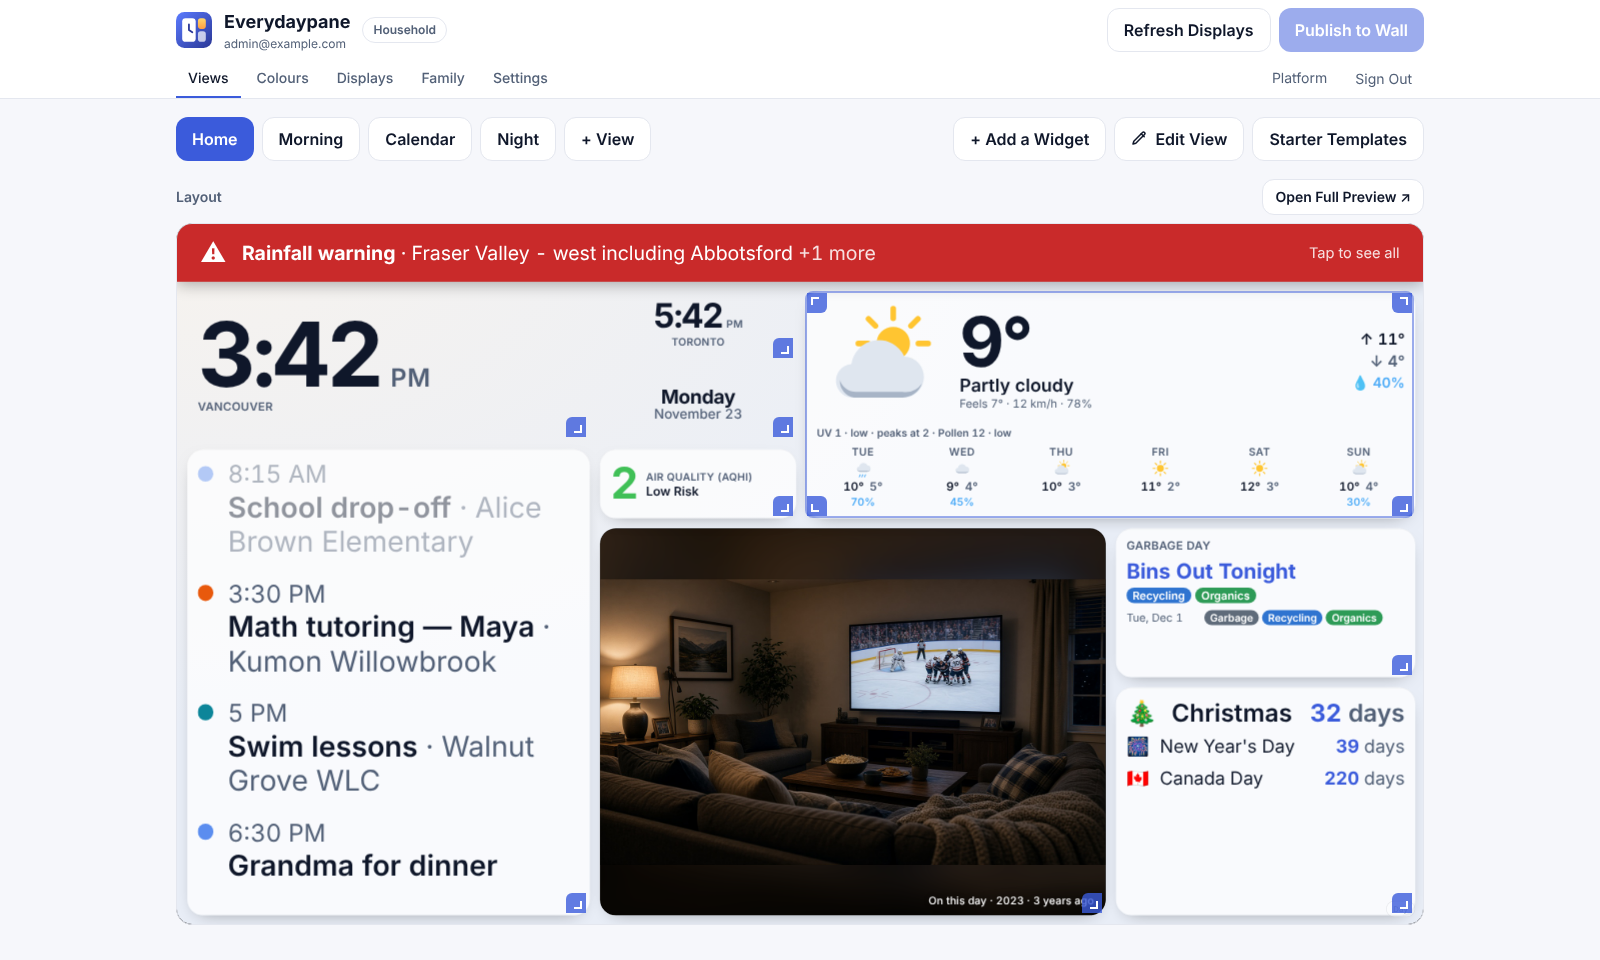 Everydaypane
admin@example.com
Household
Refresh Displays
Publish to Wall
Views
Colours
Displays
Family
Settings
Platform
Sign Out
Home
Morning
Calendar
Night
+ View
+ Add a Widget
Edit View
Starter Templates
Layout
Open Full Preview ↗
Rainfall warning · Fraser Valley - west including Abbotsford +1 more
Tap to see all
3:42 PM
VANCOUVER
5:42 PM
TORONTO
Monday
November 23
9°
Partly cloudy
Feels 7° · 12 km/h · 78%
↑ 11°
↓ 4°
40%
UV 1 · low · peaks at 2 · Pollen 12 · low
TUE
WED
THU
FRI
SAT
SUN
10° 5°
9° 4°
10° 3°
11° 2°
12° 3°
10° 4°
70%
45%
30%
8:15 AM
School drop-off · Alice
Brown Elementary
3:30 PM
Math tutoring — Maya ·
Kumon Willowbrook
5 PM
Swim lessons · Walnut
Grove WLC
6:30 PM
Grandma for dinner
2
AIR QUALITY (AQHI)
Low Risk
On this day · 2023 · 3 years ago
GARBAGE DAY
Bins Out Tonight
Recycling Organics
Tue, Dec 1 Garbage Recycling Organics
Christmas 32 days
New Year's Day 39 days
Canada Day 220 days